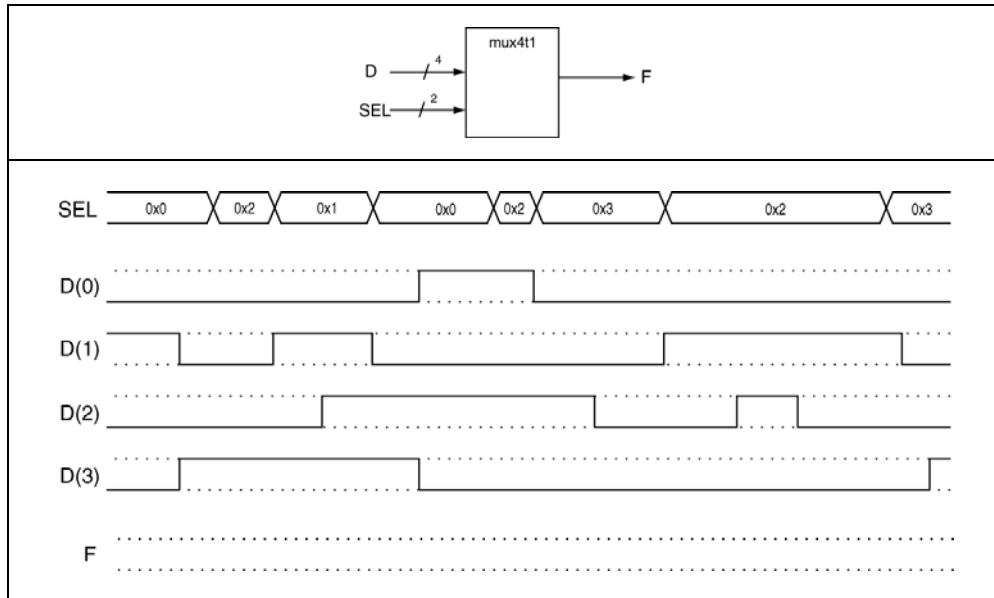 mux4t1
D 4 F
SEL 2
SEL 0x0 0x2 0x1 0x0 0x2 0x3 0x2 0x3
D(0)
D(1)
D(2)
D(3)
F